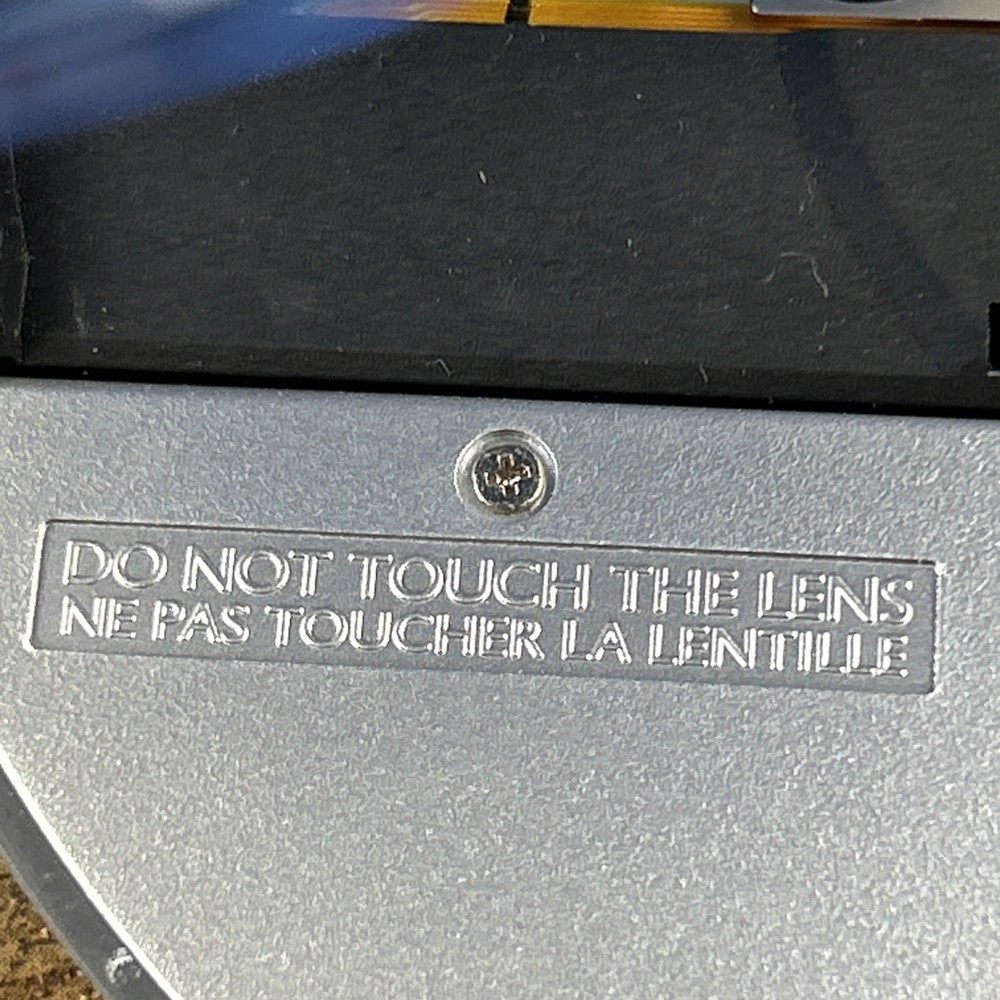 DO NOT TOUCH THE LENS
NE PAS TOUCHER LA LENTILLE